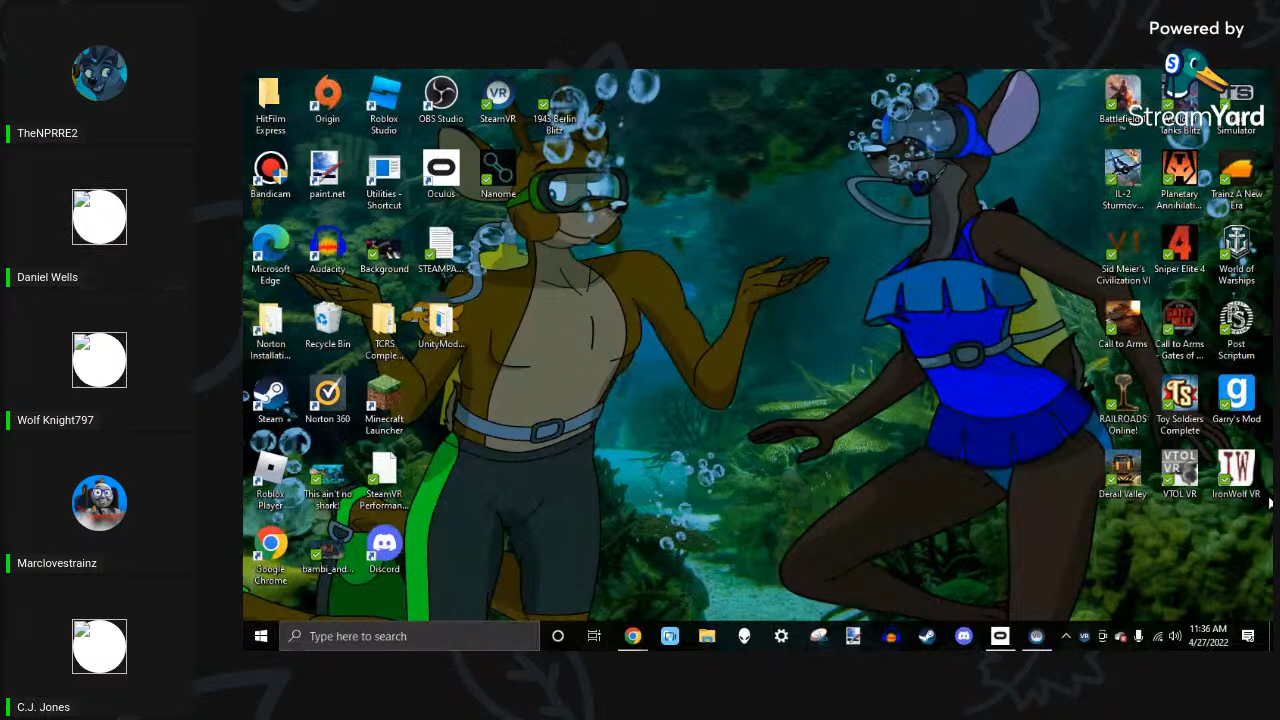 Powered by
StreamYard
TheNPRRE2
Daniel Wells
Wolf Knight797
Marclovestrainz
C.J. Jones
HitFilm
Express
Origin
Roblox
Studio
OBS Studio
SteamVR
1943 Berlin
Blitz
Bandicam
paint.net
Utilities -
Shortcut
Oculus
Nanome
Microsoft
Edge
Audacity
Background
STEAMPA...
Norton
Installati...
Recycle Bin
TCRS
Comple...
UnityMod...
Steam
Norton 360
Minecraft
Launcher
Roblox
Player
This ain't no
shark!
SteamVR
Performan...
Google
Chrome
bambi_and...
Discord
Tanks Blitz
Simulator
IL-2
Sturmov...
Planetary
Annihilati...
Trainz A New
Era
Sid Meier's
Civilization VI
Sniper Elite 4
World of
Warships
Call to Arms
Call to Arms
- Gates of ...
Post
Scriptum
RAILROADS
Online!
Toy Soldiers
Complete
Garry's Mod
Derail Valley
VTOL VR
IronWolf VR
Type here to search
11:36 AM
4/27/2022